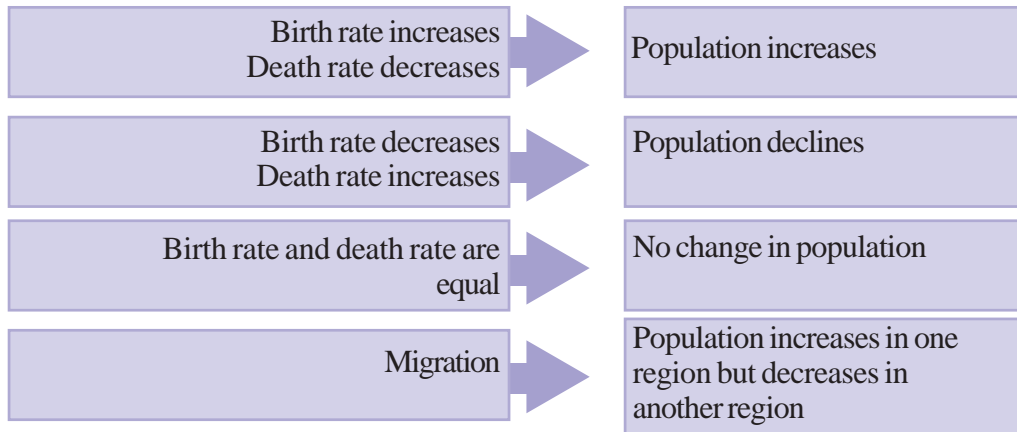 Birth rate increases
Death rate decreases
Population increases
Birth rate decreases
Death rate increases
Population declines
Birth rate and death rate are
equal
No change in population
Migration
Population increases in one
region but decreases in
another region